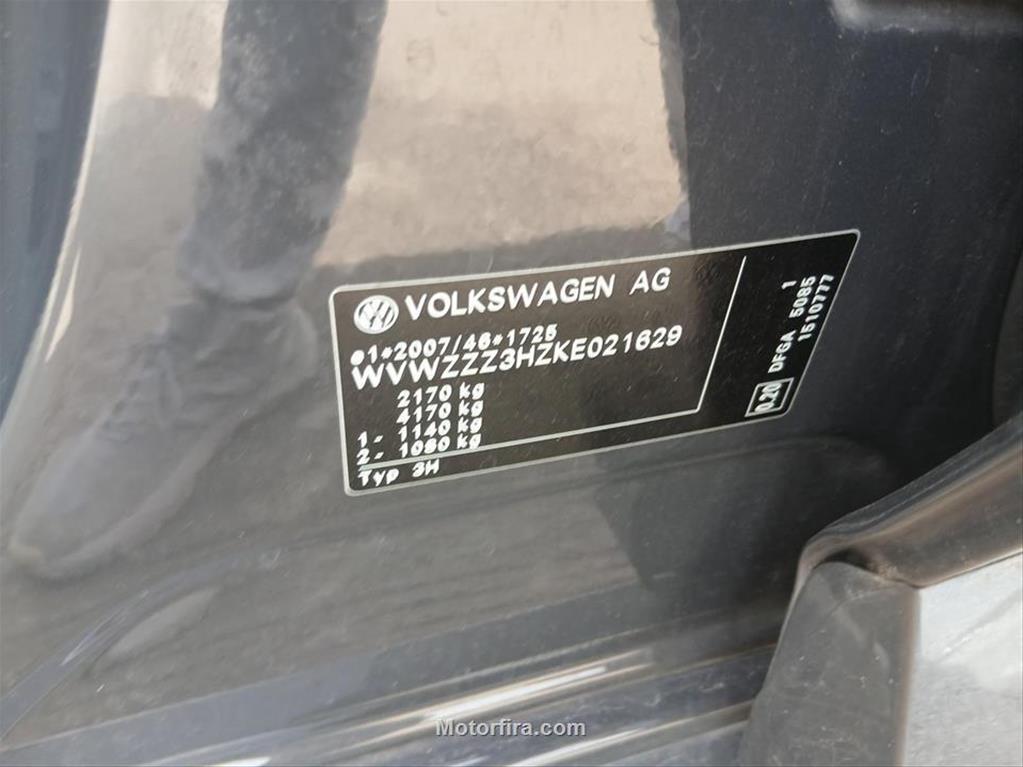 VOLKSWAGEN AG
e1*2007/46*1725
WVWZZZ3HZKE021629
2170 kg
4170 kg
1- 1140 kg
2- 1090 kg
Typ 3H
1
DFGA 5085
1510777
0.20
Motorfira.com